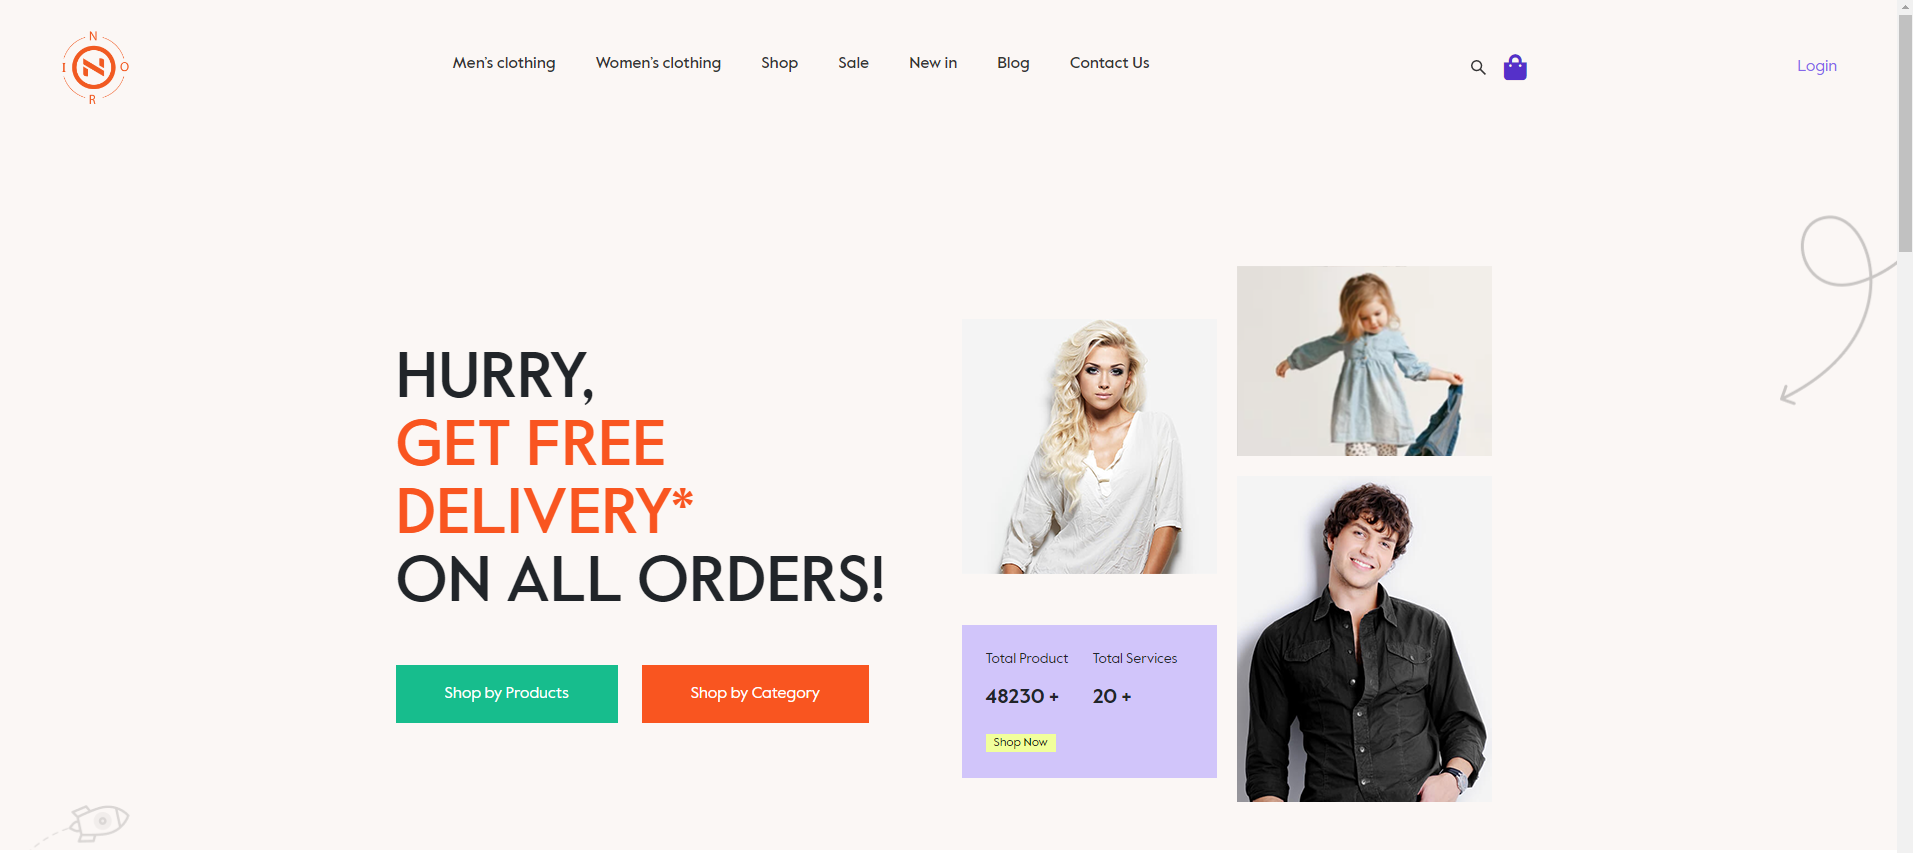 N
I O
R
Men's clothing Women's clothing Shop Sale New in Blog Contact Us Login
HURRY,
GET FREE
DELIVERY*
ON ALL ORDERS!
Shop by Products Shop by Category
Total Product Total Services
48230 + 20 +
Shop Now